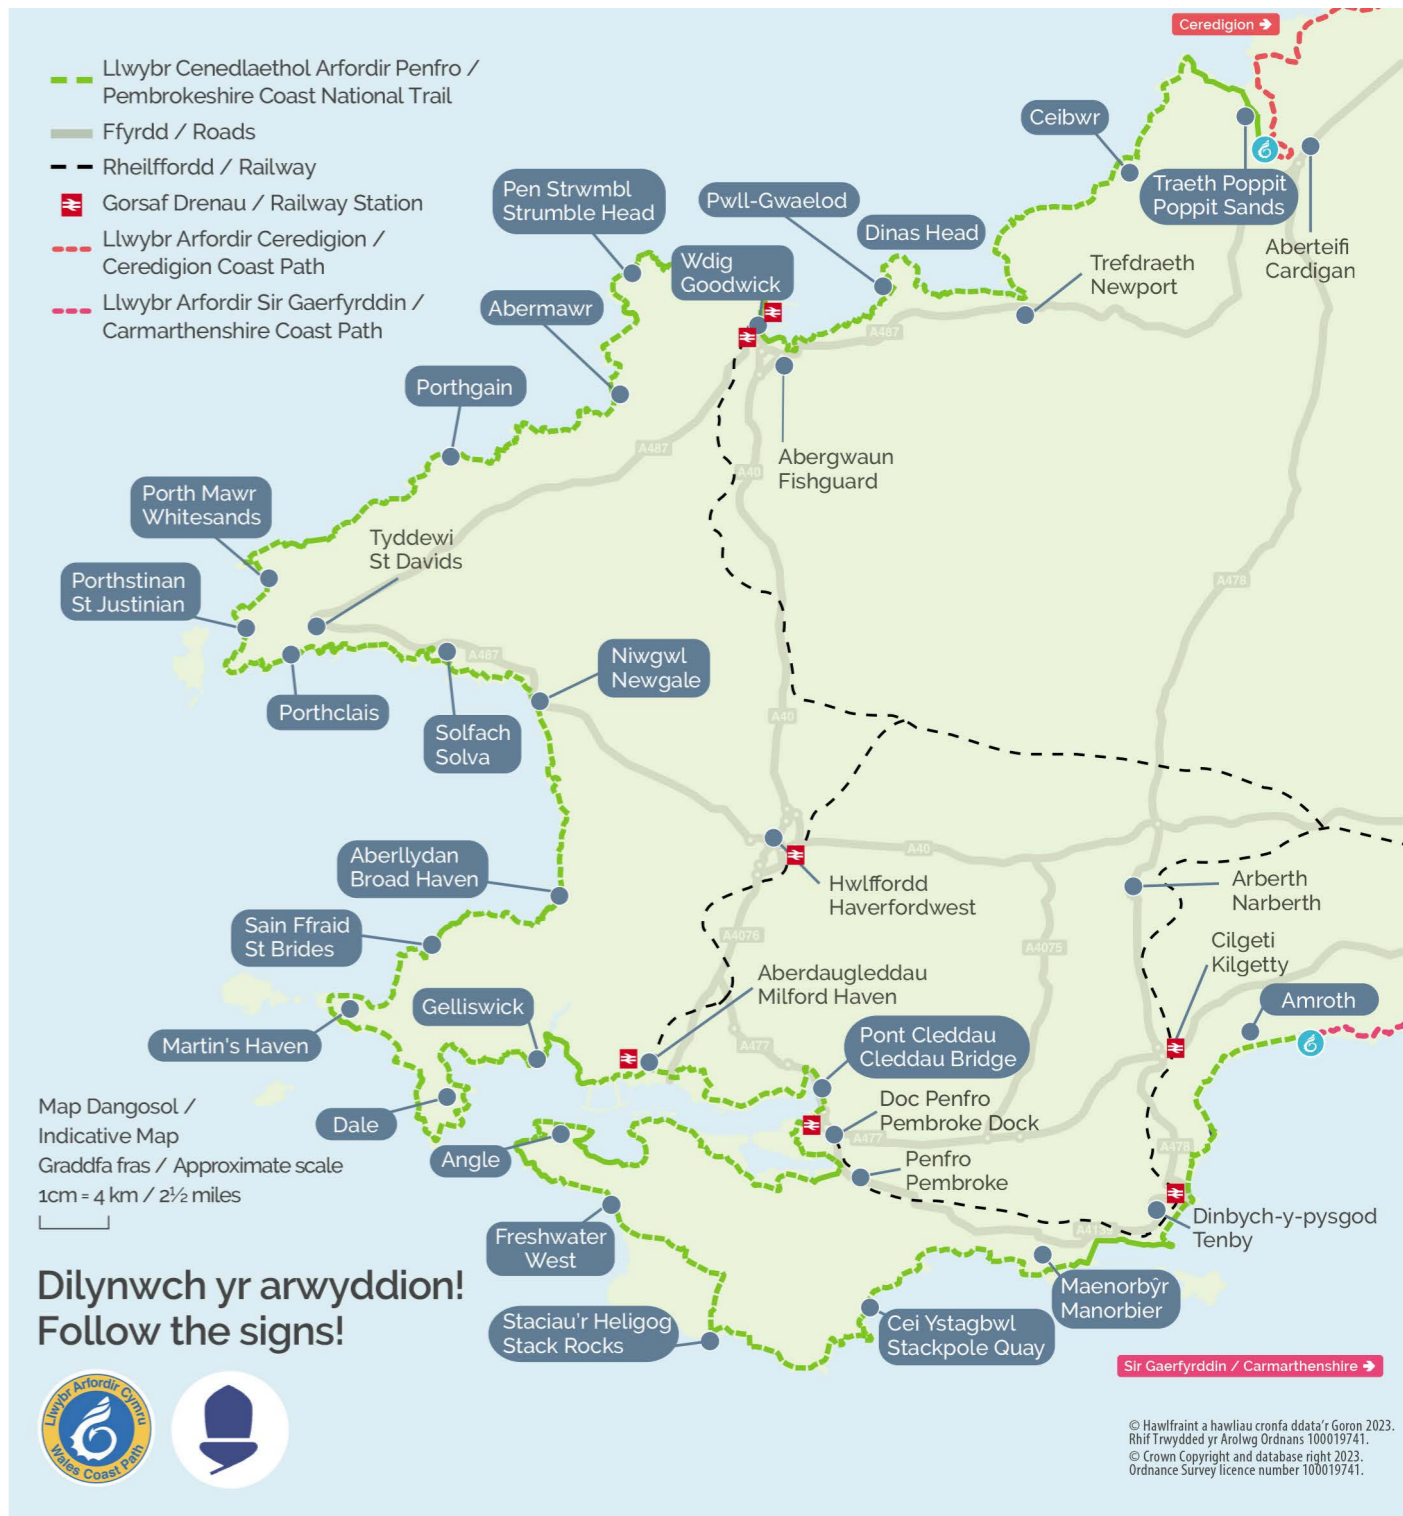 Ceredigion →
Llwybr Cenedlaethol Arfordir Penfro /
Pembrokeshire Coast National Trail
Ffyrdd / Roads
Rheilffordd / Railway
Gorsaf Drenau / Railway Station
Llwybr Arfordir Ceredigion /
Ceredigion Coast Path
Llwybr Arfordir Sir Gaerfyrddin /
Carmarthenshire Coast Path
Ceibwr
Traeth Poppit
Poppit Sands
Aberteifi
Cardigan
Pen Strwmbl
Strumble Head
Pwll-Gwaelod
Dinas Head
Wdig
Goodwick
Trefdraeth
Newport
Abermawr
A487
Porthgain
A487
Abergwaun
Fishguard
A40
Porth Mawr
Whitesands
Tyddewi
St Davids
Porthstinan
St Justinian
A478
A487
Niwgwl
Newgale
Porthclais
Solfach
Solva
A40
Aberllydan
Broad Haven
A40
Hwlffordd
Haverfordwest
Arberth
Narberth
Sain Ffraid
St Brides
A4076
A4075
Cilgeti
Kilgetty
Aberdaugleddau
Milford Haven
Gelliswick
Amroth
Martin's Haven
A477
Pont Cleddau
Cleddau Bridge
Dale
Doc Penfro
Pembroke Dock
A477
A478
Angle
Penfro
Pembroke
Map Dangosol /
Indicative Map
Graddfa fras / Approximate scale
1cm = 4 km / 2½ miles
Dinbych-y-pysgod
Tenby
A4139
Freshwater
West
Maenorbŷr
Manorbier
Staciau'r Heligog
Stack Rocks
Cei Ystagbwl
Stackpole Quay
Dilynwch yr arwyddion!
Follow the signs!
Sir Gaerfyrddin / Carmarthenshire →
Llwybr Arfordir Cymru
Wales Coast Path
© Hawlfraint a hawliau cronfa ddata'r Goron 2023.
Rhif Trwydded yr Arolwg Ordnans 100019741.
© Crown Copyright and database right 2023.
Ordnance Survey licence number 100019741.